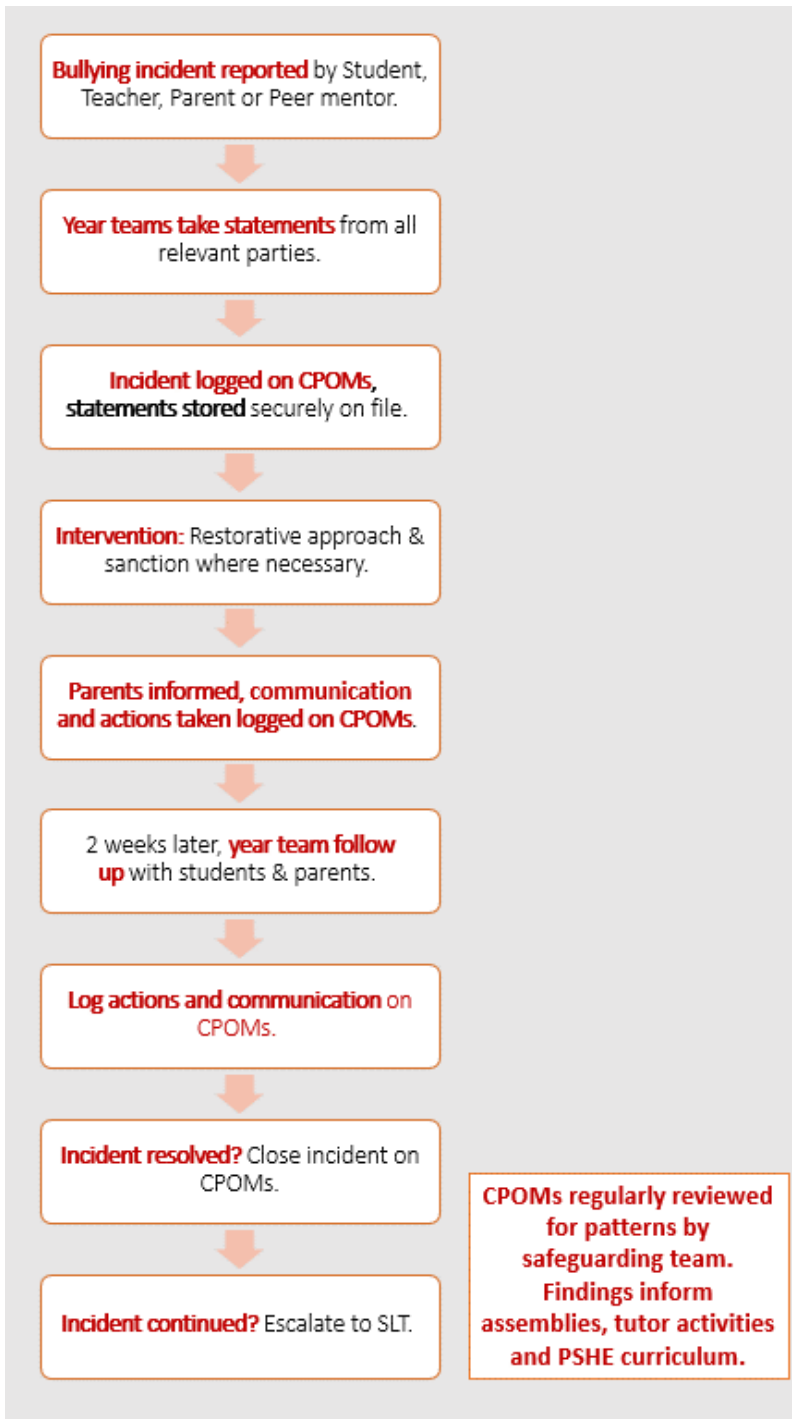 Bullying incident reported by Student,
Teacher, Parent or Peer mentor.
Year teams take statements from all
relevant parties.
Incident logged on CPOMs,
statements stored securely on file.
Intervention: Restorative approach &
sanction where necessary.
Parents informed, communication
and actions taken logged on CPOMs.
2 weeks later, year team follow
up with students & parents.
Log actions and communication on
CPOMs.
Incident resolved? Close incident on
CPOMs.
Incident continued? Escalate to SLT.
CPOMs regularly reviewed
for patterns by
safeguarding team.
Findings inform
assemblies, tutor activities
and PSHE curriculum.